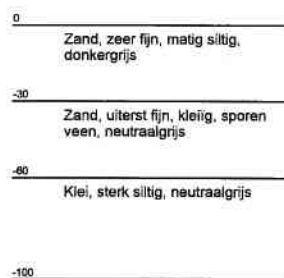 0
Zand, zeer fijn, matig siltig,
donkergrijs
-30
Zand, uiterst fijn, kleiïg, sporen
veen, neutraalgrijs
-60
Klei, sterk siltig, neutraalgrijs
-100